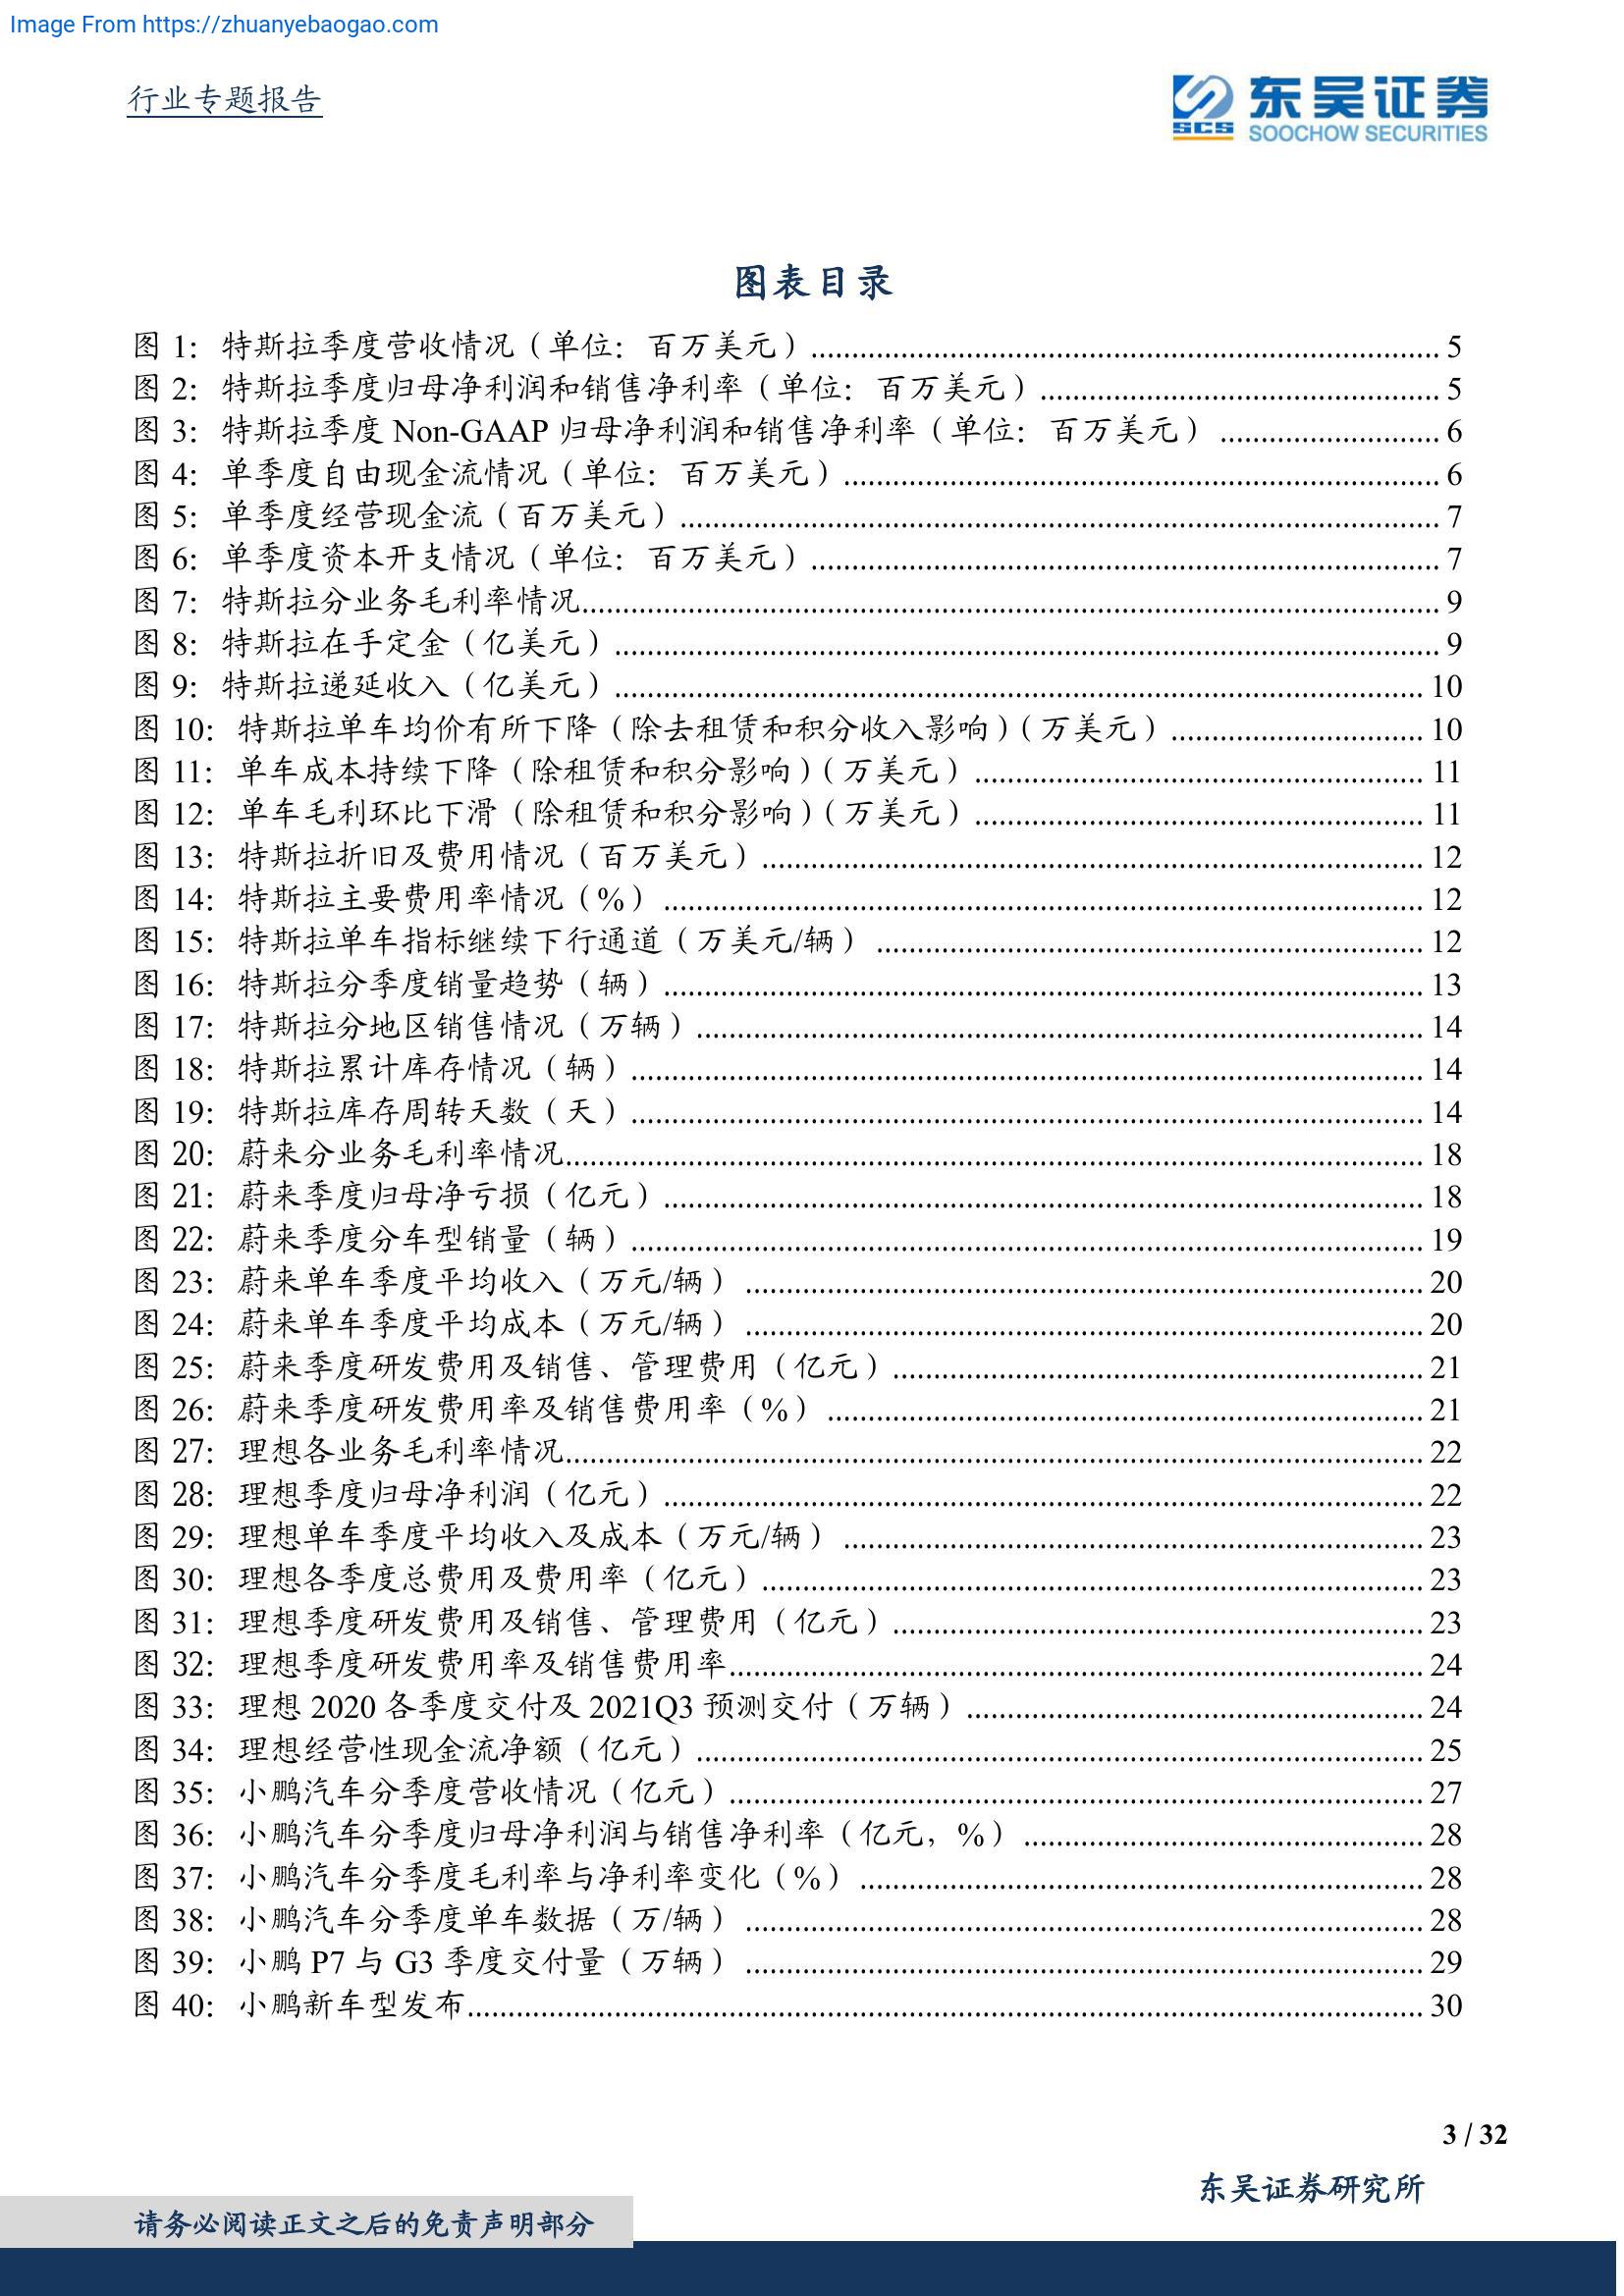 Image From https://zhuanyebaogao.com
行业专题报告
SCS 东吴证券
SOOCHOW SECURITIES
图表目录
图 1：特斯拉季度营收情况（单位：百万美元）5
图 2：特斯拉季度归母净利润和销售净利率（单位：百万美元）5
图 3：特斯拉季度 Non-GAAP 归母净利润和销售净利率（单位：百万美元）6
图 4：单季度自由现金流情况（单位：百万美元）6
图 5：单季度经营现金流（百万美元）7
图 6：单季度资本开支情况（单位：百万美元）7
图 7：特斯拉分业务毛利率情况9
图 8：特斯拉在手定金（亿美元）9
图 9：特斯拉递延收入（亿美元）10
图 10：特斯拉单车均价有所下降（除去租赁和积分收入影响）（万美元）10
图 11：单车成本持续下降（除租赁和积分影响）（万美元）11
图 12：单车毛利环比下滑（除租赁和积分影响）（万美元）11
图 13：特斯拉折旧及费用情况（百万美元）12
图 14：特斯拉主要费用率情况（%）12
图 15：特斯拉单车指标继续下行通道（万美元/辆）12
图 16：特斯拉分季度销量趋势（辆）13
图 17：特斯拉分地区销售情况（万辆）14
图 18：特斯拉累计库存情况（辆）14
图 19：特斯拉库存周转天数（天）14
图 20：蔚来分业务毛利率情况18
图 21：蔚来季度归母净亏损（亿元）18
图 22：蔚来季度分车型销量（辆）19
图 23：蔚来单车季度平均收入（万元/辆）20
图 24：蔚来单车季度平均成本（万元/辆）20
图 25：蔚来季度研发费用及销售、管理费用（亿元）21
图 26：蔚来季度研发费用率及销售费用率（%）21
图 27：理想各业务毛利率情况22
图 28：理想季度归母净利润（亿元）22
图 29：理想单车季度平均收入及成本（万元/辆）23
图 30：理想各季度总费用及费用率（亿元）23
图 31：理想季度研发费用及销售、管理费用（亿元）23
图 32：理想季度研发费用率及销售费用率24
图 33：理想 2020 各季度交付及 2021Q3 预测交付（万辆）24
图 34：理想经营性现金流净额（亿元）25
图 35：小鹏汽车分季度营收情况（亿元）27
图 36：小鹏汽车分季度归母净利润与销售净利率（亿元，%）28
图 37：小鹏汽车分季度毛利率与净利率变化（%）28
图 38：小鹏汽车分季度单车数据（万/辆）28
图 39：小鹏 P7 与 G3 季度交付量（万辆）29
图 40：小鹏新车型发布30
3 / 32
东吴证券研究所
请务必阅读正文之后的免责声明部分